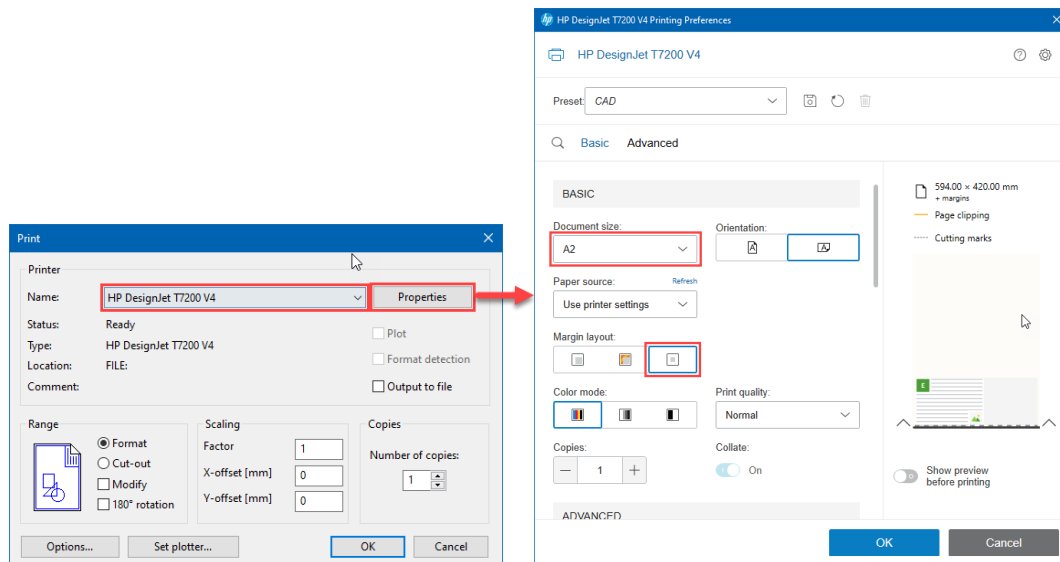 HP DesignJet T7200 V4 Printing Preferences
HP DesignJet T7200 V4
Preset: CAD
Basic Advanced
BASIC
Document size:
A2
Orientation:
Paper source: Refresh
Use printer settings
Margin layout:
Color mode:
Print quality:
Normal
Copies:
1
Collate:
On
ADVANCED
594.00 × 420.00 mm
+ margins
Page clipping
Cutting marks
E
Show preview
before printing
OK Cancel
Print
Printer
Name: HP DesignJet T7200 V4 Properties
Status: Ready
Type: HP DesignJet T7200 V4
Location: FILE:
Comment:
Plot
Format detection
Output to file
Range
Format
Cut-out
Modify
180° rotation
Scaling
Factor 1
X-offset [mm] 0
Y-offset [mm] 0
Copies
Number of copies:
1
Options... Set plotter... OK Cancel